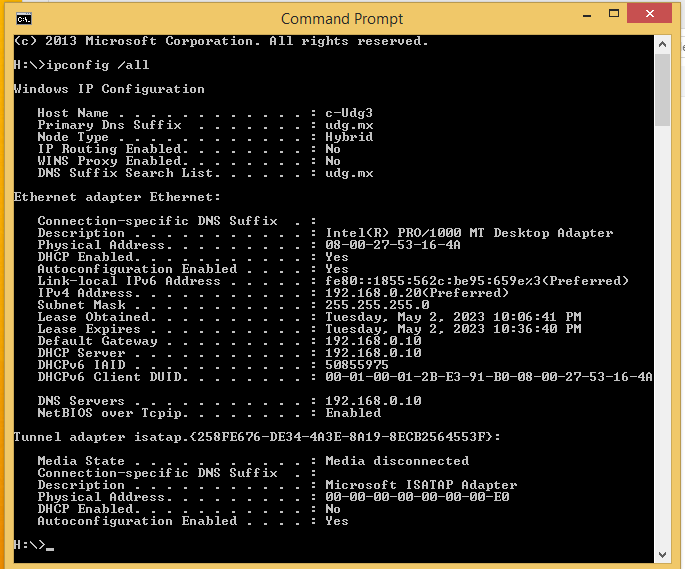 Command Prompt
(c) 2013 Microsoft Corporation. All rights reserved.
H:\>ipconfig /all
Windows IP Configuration
Host Name . . . . . . . . . . . . : c-Udg3
Primary Dns Suffix  . . . . . . . : udg.mx
Node Type . . . . . . . . . . . . : Hybrid
IP Routing Enabled. . . . . . . . : No
WINS Proxy Enabled. . . . . . . . : No
DNS Suffix Search List. . . . . . : udg.mx
Ethernet adapter Ethernet:
Connection-specific DNS Suffix  . :
Description . . . . . . . . . . . : Intel(R) PRO/1000 MT Desktop Adapter
Physical Address. . . . . . . . . : 08-00-27-53-16-4A
DHCP Enabled. . . . . . . . . . . : Yes
Autoconfiguration Enabled . . . . : Yes
Link-local IPv6 Address . . . . . : fe80::1855:562c:be95:659e%3(Preferred)
IPv4 Address. . . . . . . . . . . : 192.168.0.20(Preferred)
Subnet Mask . . . . . . . . . . . : 255.255.255.0
Lease Obtained. . . . . . . . . . : Tuesday, May 2, 2023 10:06:41 PM
Lease Expires . . . . . . . . . . : Tuesday, May 2, 2023 10:36:40 PM
Default Gateway . . . . . . . . . : 192.168.0.10
DHCP Server . . . . . . . . . . . : 192.168.0.10
DHCPv6 IAID . . . . . . . . . . . : 50855975
DHCPv6 Client DUID. . . . . . . . : 00-01-00-01-2B-E3-91-B0-08-00-27-53-16-4A
DNS Servers . . . . . . . . . . . : 192.168.0.10
NetBIOS over Tcpip. . . . . . . . : Enabled
Tunnel adapter isatap.{258FE676-DE34-4A3E-8A19-8ECB2564553F}:
Media State . . . . . . . . . . . : Media disconnected
Connection-specific DNS Suffix  . :
Description . . . . . . . . . . . : Microsoft ISATAP Adapter
Physical Address. . . . . . . . . : 00-00-00-00-00-00-00-E0
DHCP Enabled. . . . . . . . . . . : No
Autoconfiguration Enabled . . . . : Yes
H:\>_